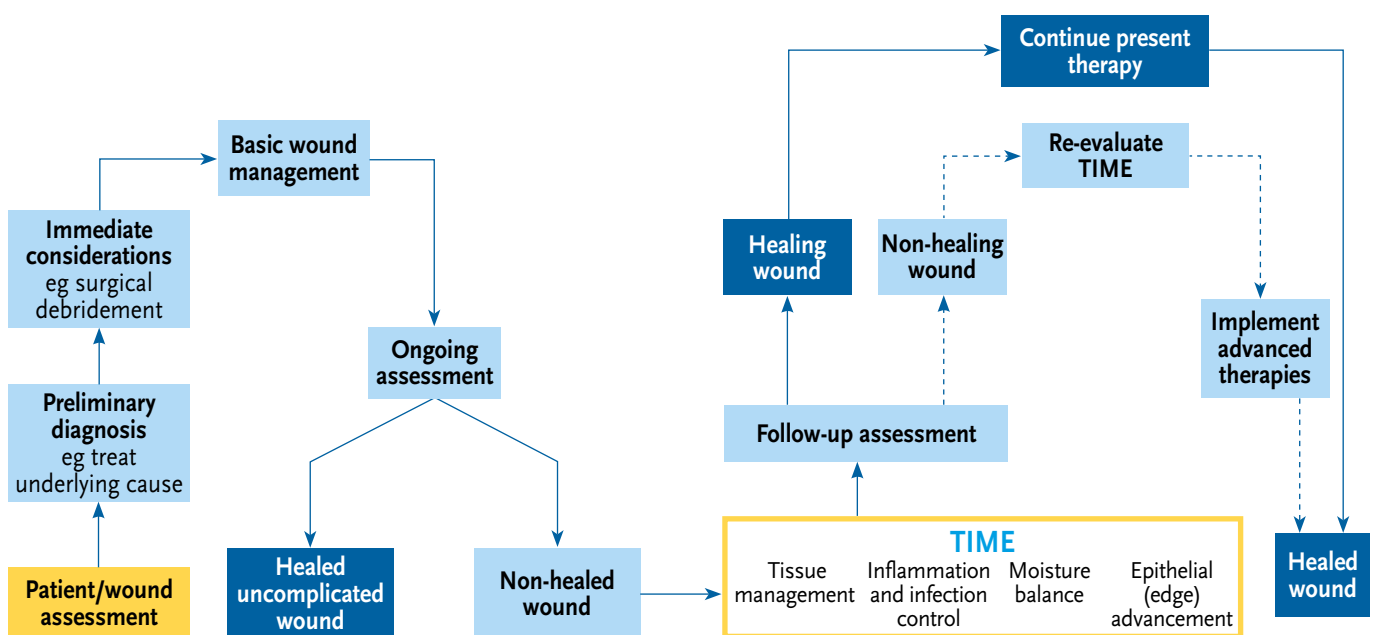 Patient/wound
assessment
Preliminary
diagnosis
eg treat
underlying cause
Immediate
considerations
eg surgical
debridement
Basic wound
management
Ongoing
assessment
Healed
uncomplicated
wound
Non-healed
wound
TIME
Tissue
management
Inflammation
and infection
control
Moisture
balance
Epithelial
(edge)
advancement
Follow-up assessment
Healing
wound
Non-healing
wound
Continue present
therapy
Re-evaluate
TIME
Implement
advanced
therapies
Healed
wound